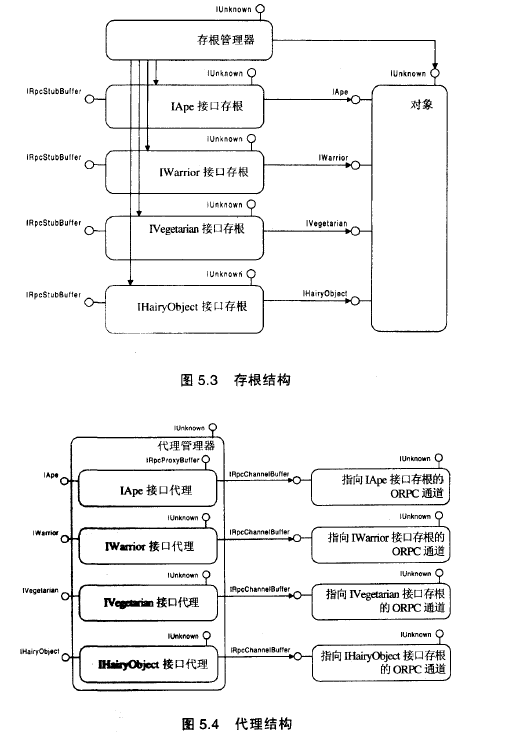 IUnknown
存根管理器
IUnknown
IUnknown
IRpcStubBuffer
IApe 接口存根
IApe
对象
IUnknown
IRpcStubBuffer
IWarrior 接口存根
IWarrior
IUnknown
IRpcStubBuffer
IVegetarian 接口存根
IVegetarian
IUnknown
IRpcStubBuffer
IHairyObject 接口存根
IHairyObject
图 5.3 存根结构
IUnknown
代理管理器
IRpcProxyBuffer
IUnknown
IApe
IRpcChannelBuffer
IApe 接口代理
指向 IApe 接口存根的
ORPC 通道
IUnknown
IUnknown
IWarrior
IRpcChannelBuffer
IWarrior 接口代理
指向 IWarrior 接口存根的
ORPC 通道
IUnknown
IUnknown
IVegetarian
IRpcChannelBuffer
IVegetarian 接口代理
指向 IVegetarian 接口存根
的 ORPC 通道
IUnknown
IUnknown
IHairyObject
IRpcChannelBuffer
IHairyObject 接口代理
指向 IHairyObject 接口存根
的 ORPC 通道
图 5.4 代理结构